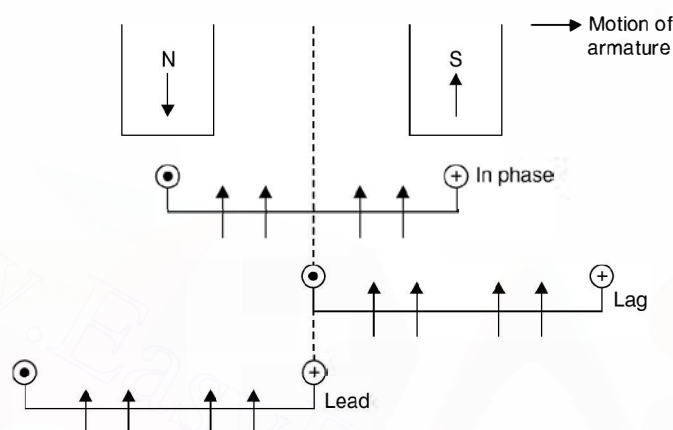 Motion of
armature
N
S
In phase
Lag
Lead